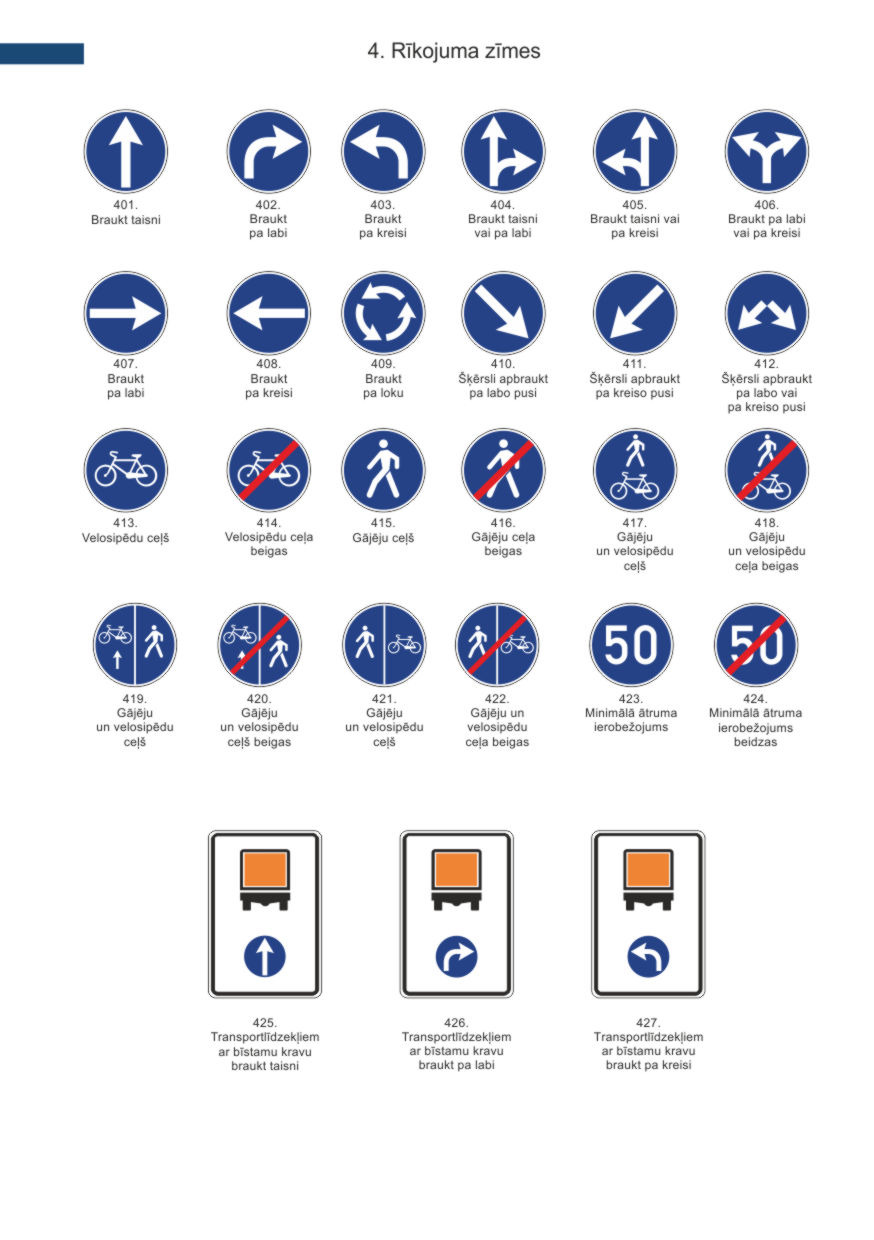 4. Rīkojuma zīmes
401.
Braukt taisni
402.
Braukt
pa labi
403.
Braukt
pa kreisi
404.
Braukt taisni
vai pa labi
405.
Braukt taisni vai
pa kreisi
406.
Braukt pa labi
vai pa kreisi
407.
Braukt
pa labi
408.
Braukt
pa kreisi
409.
Braukt
pa loku
410.
Šķērsli apbraukt
pa labo pusi
411.
Šķērsli apbraukt
pa kreiso pusi
412.
Šķērsli apbraukt
pa labo vai
pa kreiso pusi
413.
Velosipēdu ceļš
414.
Velosipēdu ceļa
beigas
415.
Gājēju ceļš
416.
Gājēju ceļa
beigas
417.
Gājēju
un velosipēdu
ceļš
418.
Gājēju
un velosipēdu
ceļa beigas
419.
Gājēju
un velosipēdu
ceļš
420.
Gājēju
un velosipēdu
ceļš beigas
421.
Gājēju
un velosipēdu
ceļš
422.
Gājēju un
velosipēdu
ceļa beigas
50
423.
Minimālā ātruma
ierobežojums
50
424.
Minimālā ātruma
ierobežojums
beidzas
425.
Transportlīdzekļiem
ar bīstamu kravu
braukt taisni
426.
Transportlīdzekļiem
ar bīstamu kravu
braukt pa labi
427.
Transportlīdzekļiem
ar bīstamu kravu
braukt pa kreisi